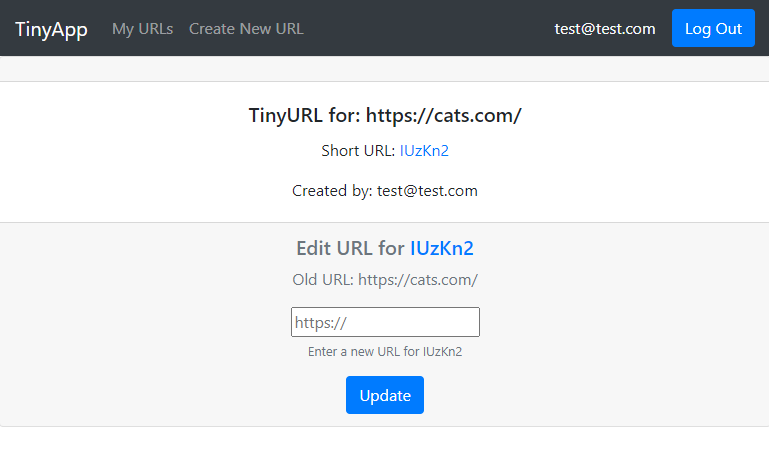 TinyApp My URLs Create New URL test@test.com Log Out
TinyURL for: https://cats.com/
Short URL: IUzKn2
Created by: test@test.com
Edit URL for IUzKn2
Old URL: https://cats.com/
https://
Enter a new URL for IUzKn2
Update